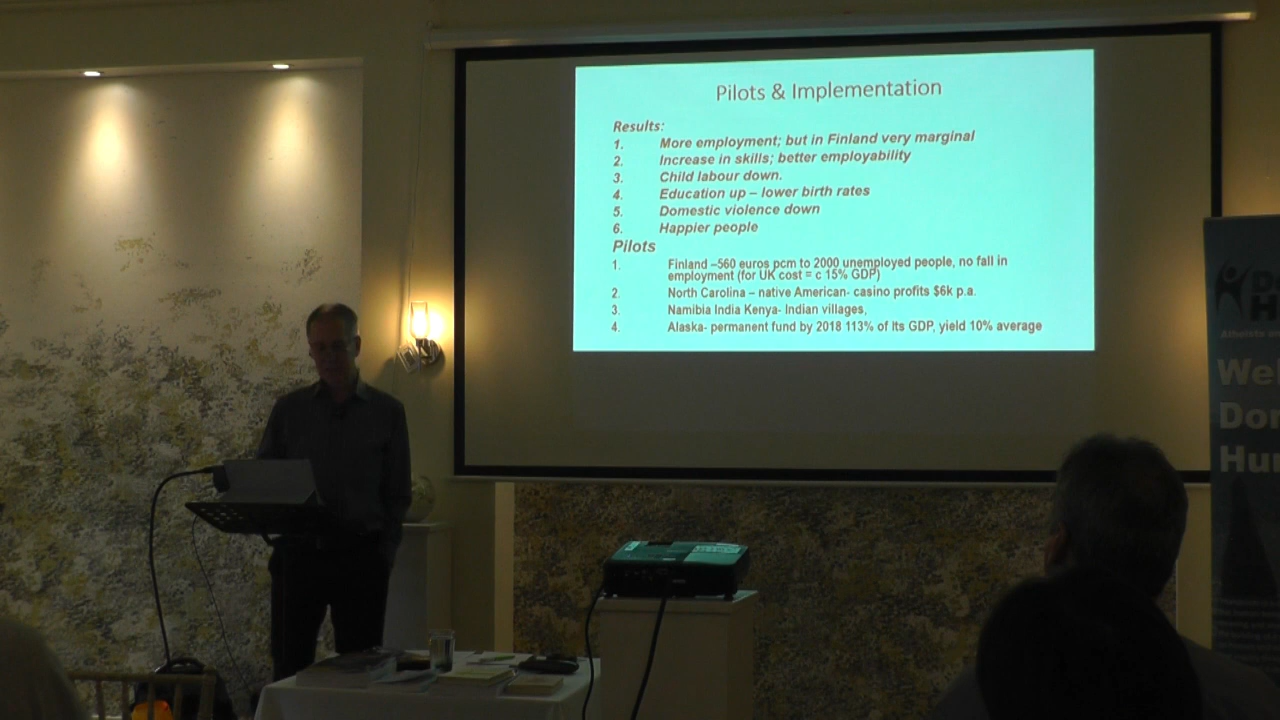 Pilots & Implementation
Results:
1. More employment; but in Finland very marginal
2. Increase in skills; better employability
3. Child labour down.
4. Education up – lower birth rates
5. Domestic violence down
6. Happier people
Pilots
1. Finland –560 euros pcm to 2000 unemployed people, no fall in
employment (for UK cost = c 15% GDP)
2. North Carolina – native American- casino profits $6k p.a.
3. Namibia India Kenya- Indian villages,
4. Alaska- permanent fund by 2018 113% of its GDP, yield 10% average